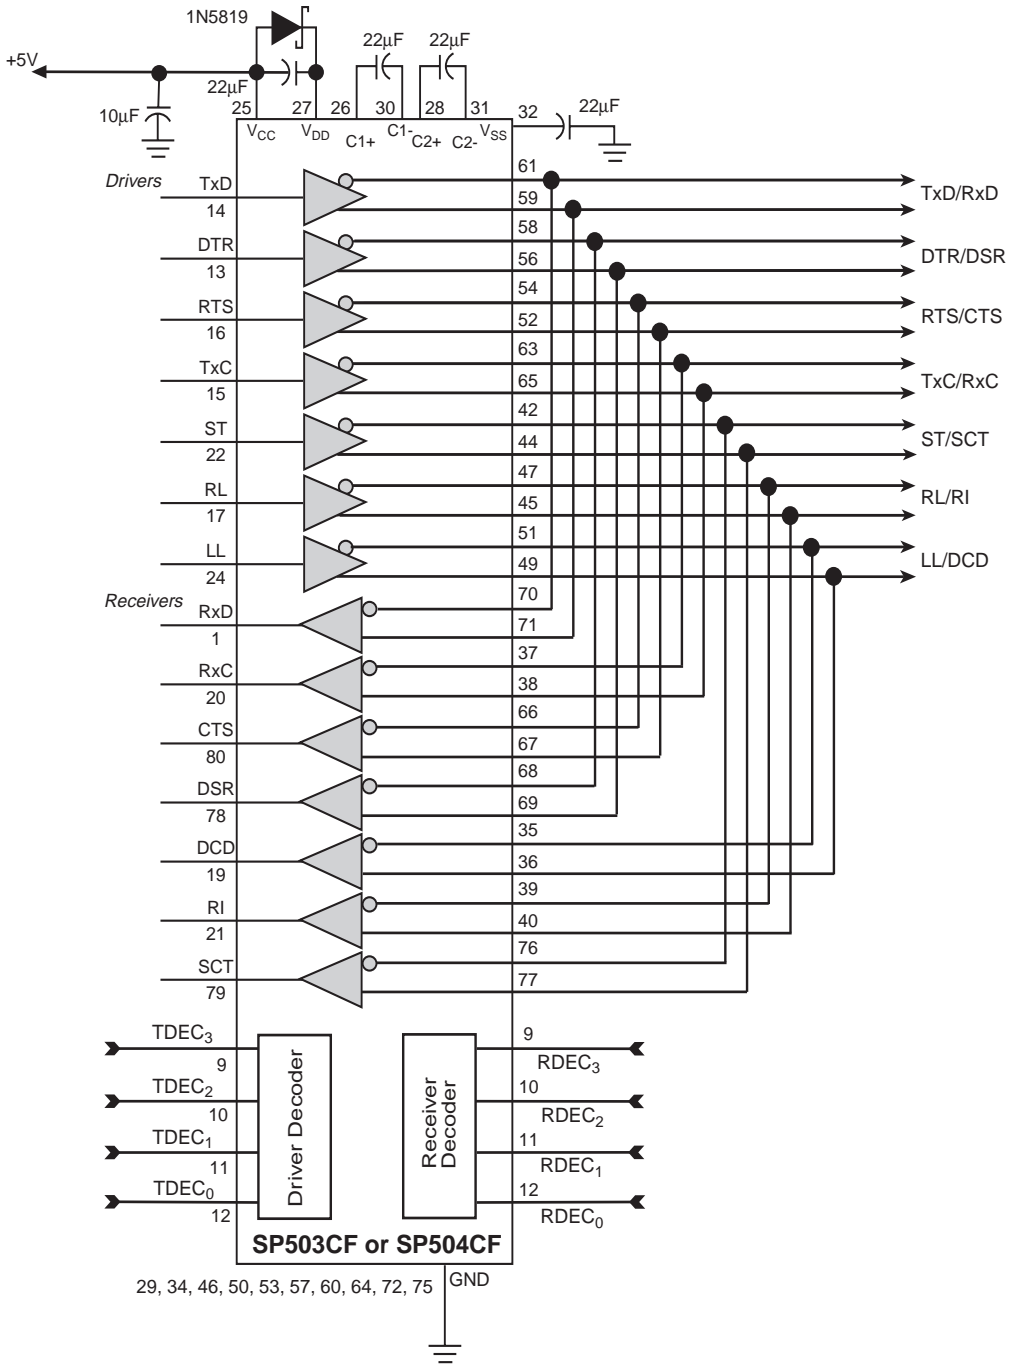 1N5819
+5V
22µF
22µF
22µF
10µF
25
27
26
30
28
31
32
22µF
V_CC
V_DD
C1+
C1-
C2+
C2-
V_SS
Drivers
TxD
14
61
59
TxD/RxD
DTR
13
58
56
DTR/DSR
RTS
16
54
52
RTS/CTS
TxC
15
63
65
TxC/RxC
ST
22
42
44
ST/SCT
RL
17
47
45
RL/RI
LL
24
51
49
LL/DCD
Receivers
RxD
1
70
71
RxC
20
37
38
CTS
80
66
67
DSR
78
68
69
DCD
19
35
36
RI
21
39
40
SCT
79
76
77
TDEC3
9
TDEC2
10
TDEC1
11
TDEC0
12
Driver Decoder
Receiver
Decoder
9
RDEC3
10
RDEC2
11
RDEC1
12
RDEC0
SP503CF or SP504CF
29, 34, 46, 50, 53, 57, 60, 64, 72, 75
GND